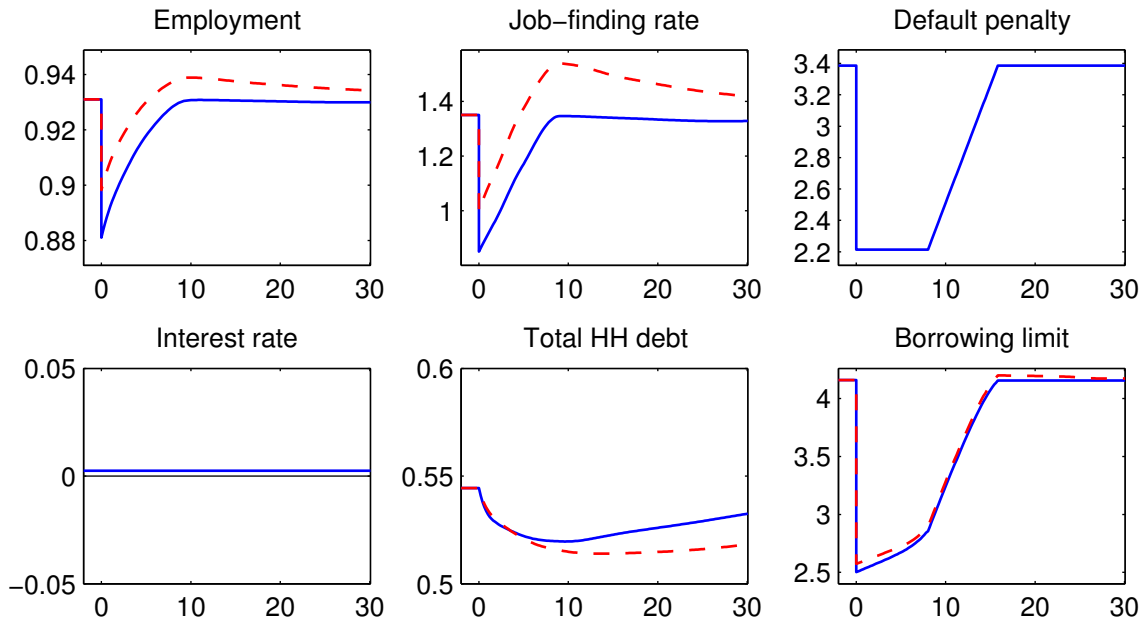 Employment
0.94
0.92
0.9
0.88
0 10 20 30
Job−finding rate
1.4
1.2
1
0 10 20 30
Default penalty
3.4
3.2
3
2.8
2.6
2.4
2.2
0 10 20 30
Interest rate
0.05
0
−0.05
0 10 20 30
Total HH debt
0.6
0.55
0.5
0 10 20 30
Borrowing limit
4
3.5
3
2.5
0 10 20 30